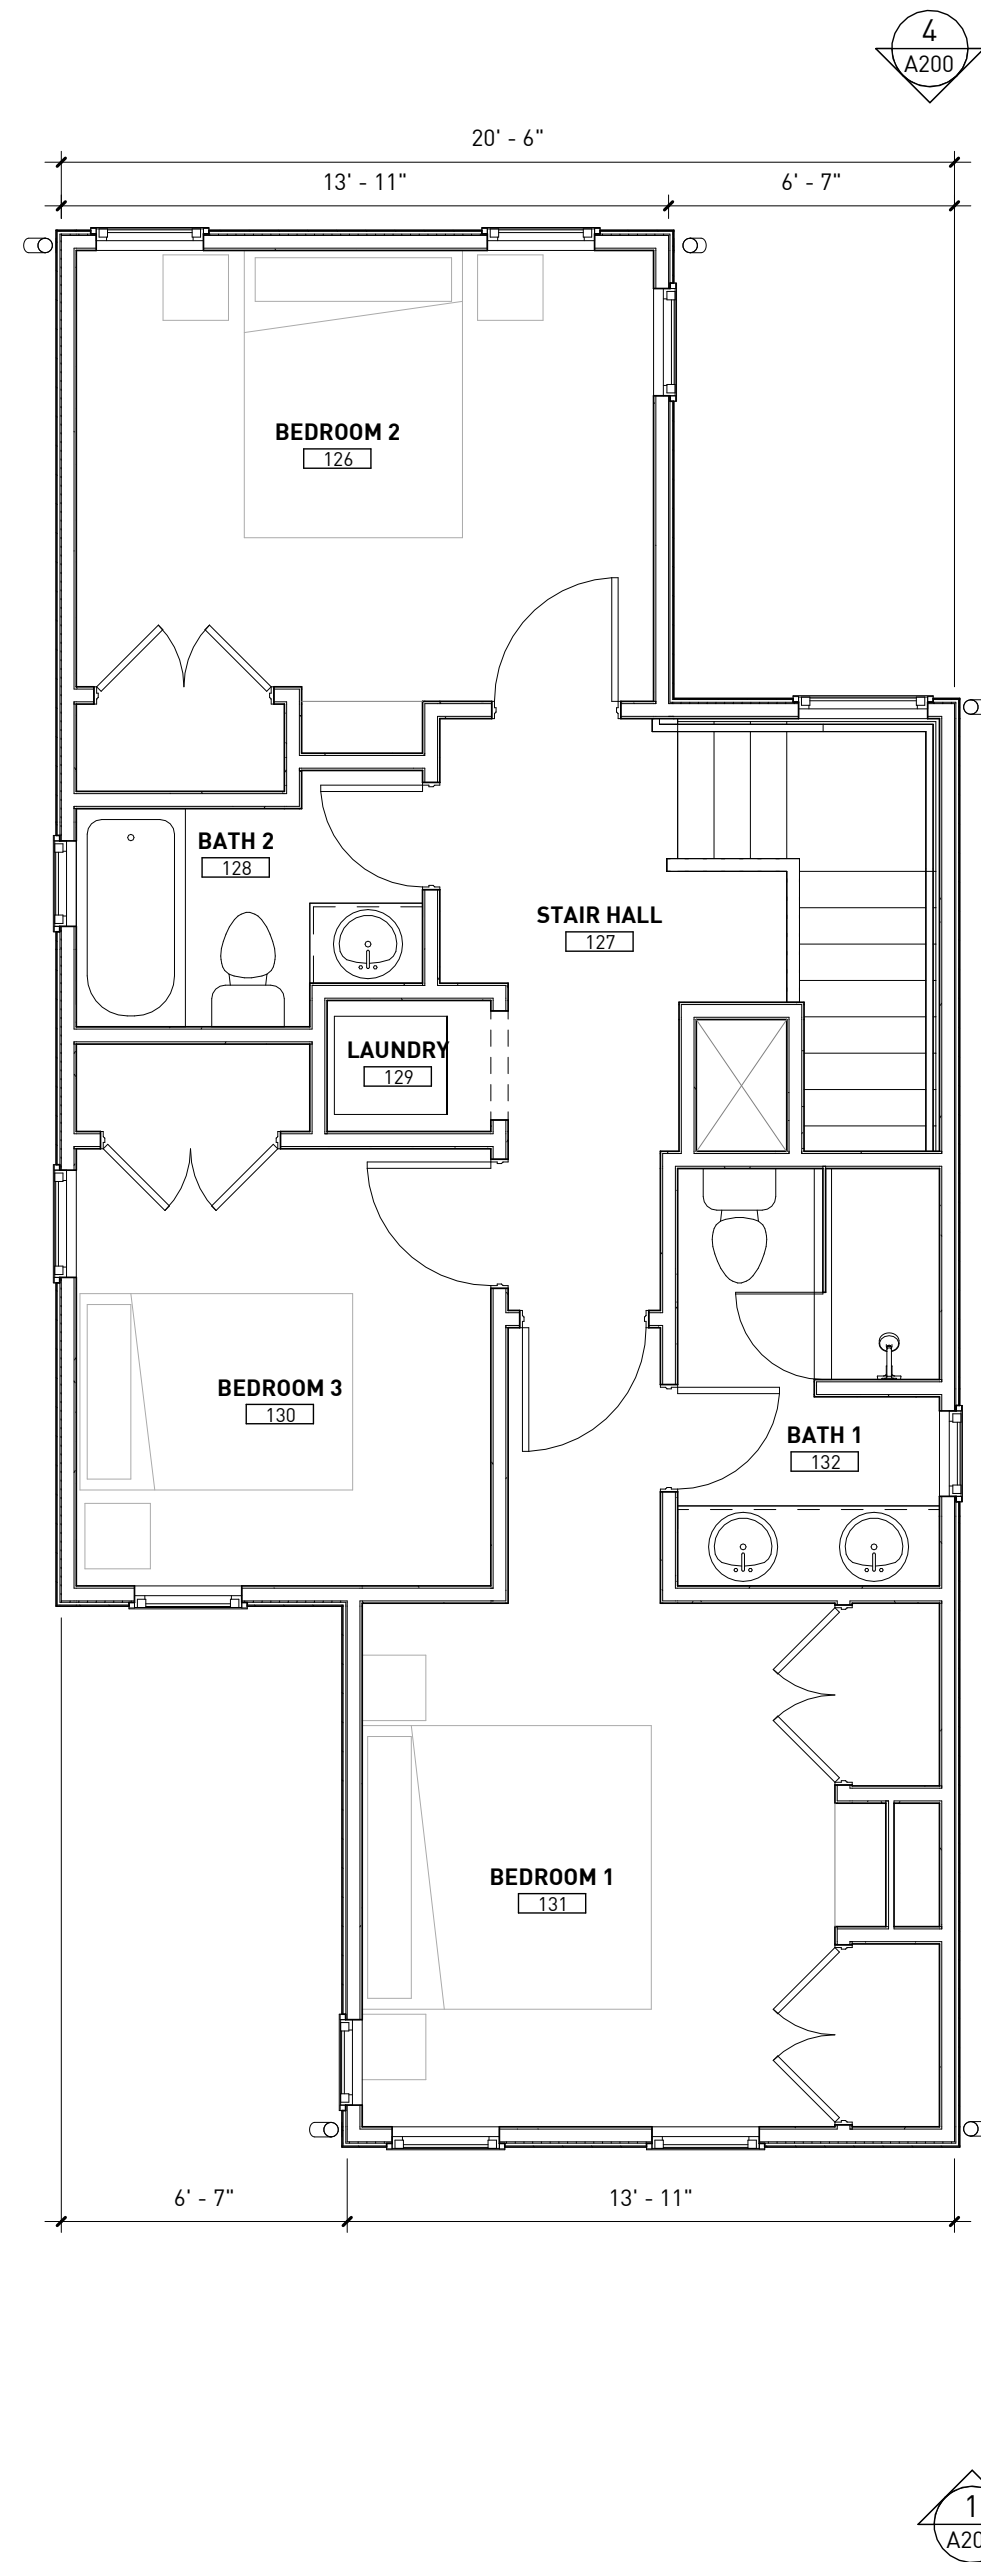 4
A200
20' - 6"
13' - 11"
6' - 7"
BEDROOM 2
126
BATH 2
128
STAIR HALL
127
LAUNDRY
129
BEDROOM 3
130
BATH 1
132
BEDROOM 1
131
6' - 7"
13' - 11"
1
A20